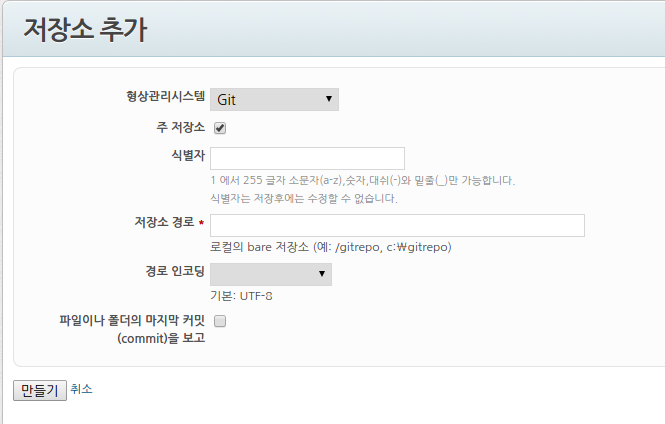 저장소 추가
형상관리시스템 Git
주 저장소
식별자
1 에서 255 글자 소문자(a-z),숫자,대쉬(-)와 밑줄(_)만 가능합니다.
식별자는 저장후에는 수정할 수 없습니다.
저장소 경로 *
로컬의 bare 저장소 (예: /gitrepo, c:₩gitrepo)
경로 인코딩
기본: UTF-8
파일이나 폴더의 마지막 커밋
(commit)을 보고
만들기 취소